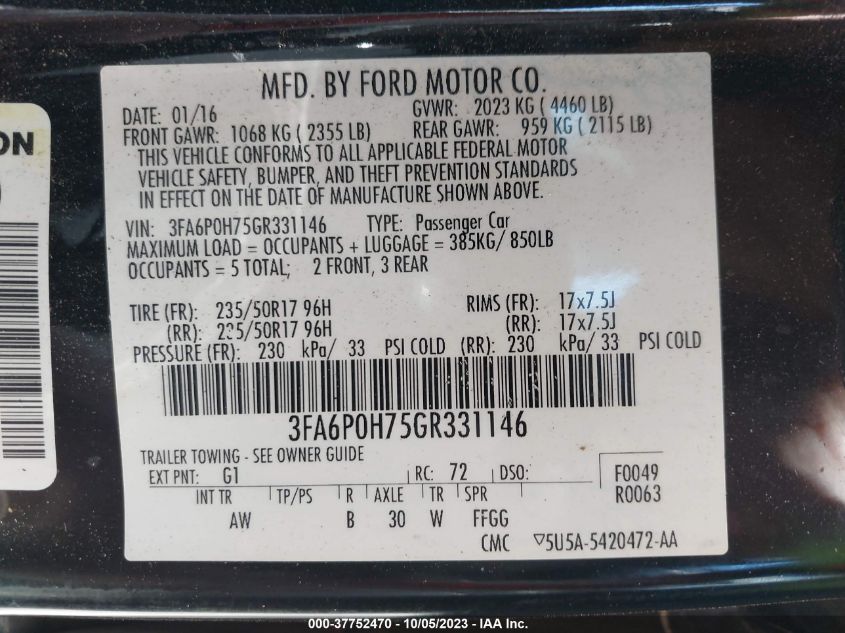 ON
MFD. BY FORD MOTOR CO.
DATE: 01/16 GVWR: 2023 KG ( 4460 LB)
FRONT GAWR: 1068 KG ( 2355 LB) REAR GAWR: 959 KG ( 2115 LB)
THIS VEHICLE CONFORMS TO ALL APPLICABLE FEDERAL MOTOR
VEHICLE SAFETY, BUMPER, AND THEFT PREVENTION STANDARDS
IN EFFECT ON THE DATE OF MANUFACTURE SHOWN ABOVE.
VIN: 3FA6P0H75GR331146 TYPE: Passenger Car
MAXIMUM LOAD = OCCUPANTS + LUGGAGE = 385KG/ 850LB
OCCUPANTS = 5 TOTAL; 2 FRONT, 3 REAR
TIRE (FR): 235/50R17 96H RIMS (FR): 17x7.5J
(RR): 235/50R17 96H (RR): 17x7.5J
PRESSURE (FR): 230 kPa/ 33 PSI COLD (RR): 230 kPa/ 33 PSI COLD
3FA6P0H75GR331146
TRAILER TOWING - SEE OWNER GUIDE
EXT PNT: G1 RC: 72 DSO: F0049
INT TR TP/PS R AXLE TR SPR R0063
AW B 30 W FFGG
CMC ▽5U5A-5420472-AA
000-37752470 - 10/05/2023 - IAA Inc.